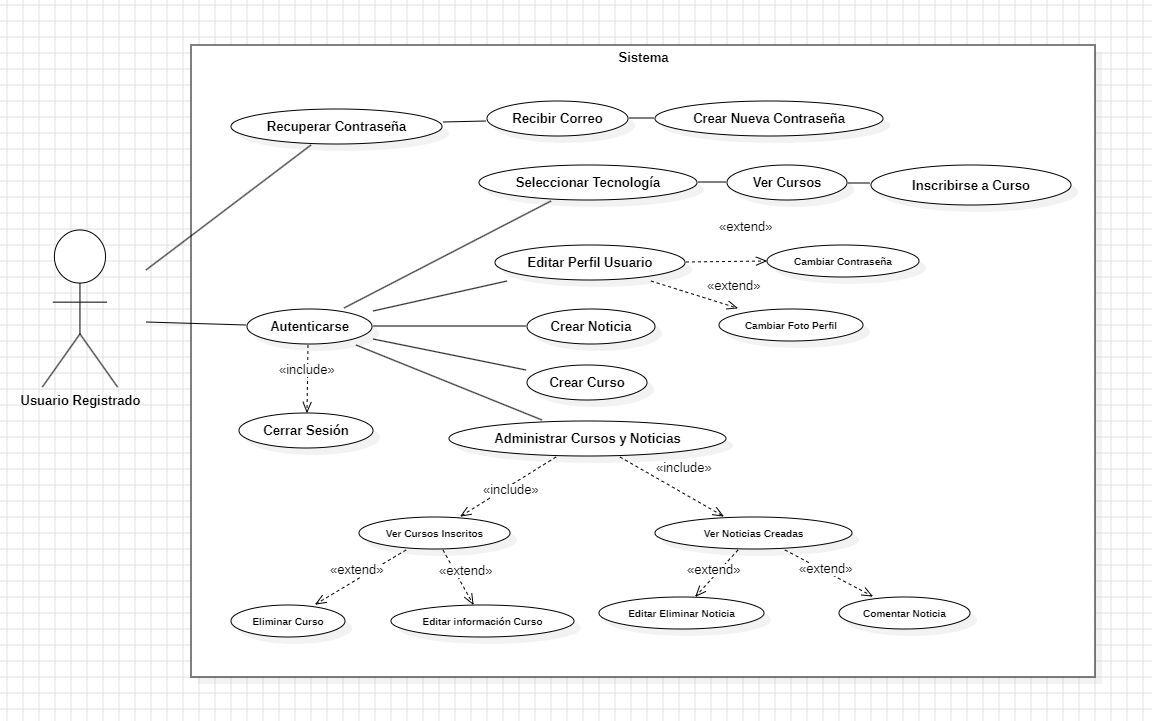 Sistema
Recuperar Contraseña
Recibir Correo
Crear Nueva Contraseña
Seleccionar Tecnología
Ver Cursos
Inscribirse a Curso
«extend»
Editar Perfil Usuario
Cambiar Contraseña
«extend»
Autenticarse
Crear Noticia
Cambiar Foto Perfil
«include»
Crear Curso
Usuario Registrado
Cerrar Sesión
Administrar Cursos y Noticias
«include»
«include»
Ver Cursos Inscritos
Ver Noticias Creadas
«extend»
«extend»
«extend»
«extend»
Eliminar Curso
Editar información Curso
Editar Eliminar Noticia
Comentar Noticia